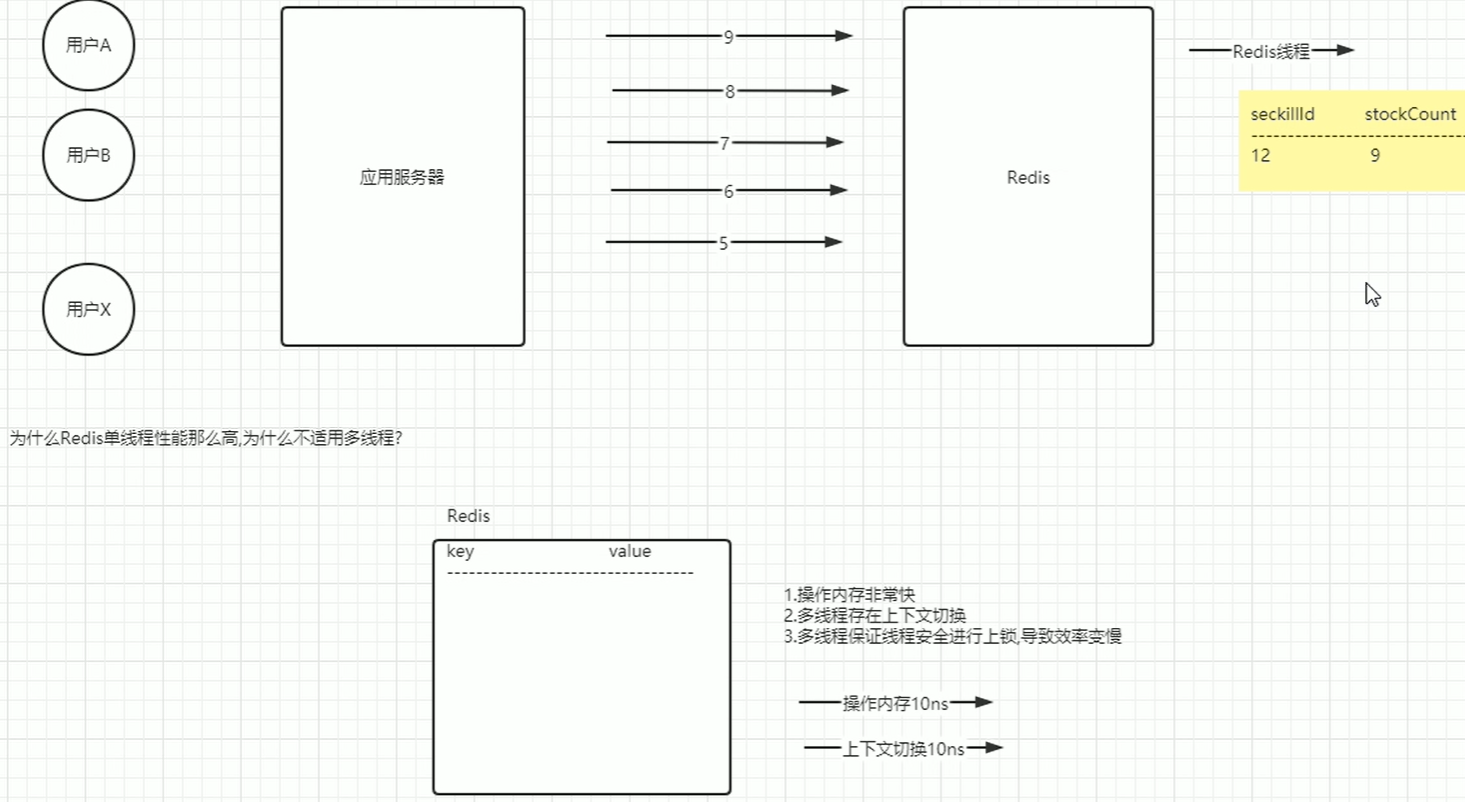 用户A
用户B
用户X
应用服务器
9
8
7
6
5
Redis
Redis线程
seckillId stockCount
12 9
为什么Redis单线程性能那么高,为什么不适用多线程?
Redis
key value
1.操作内存非常快
2.多线程存在上下文切换
3.多线程保证线程安全进行上锁,导致效率变慢
操作内存10ns
上下文切换10ns